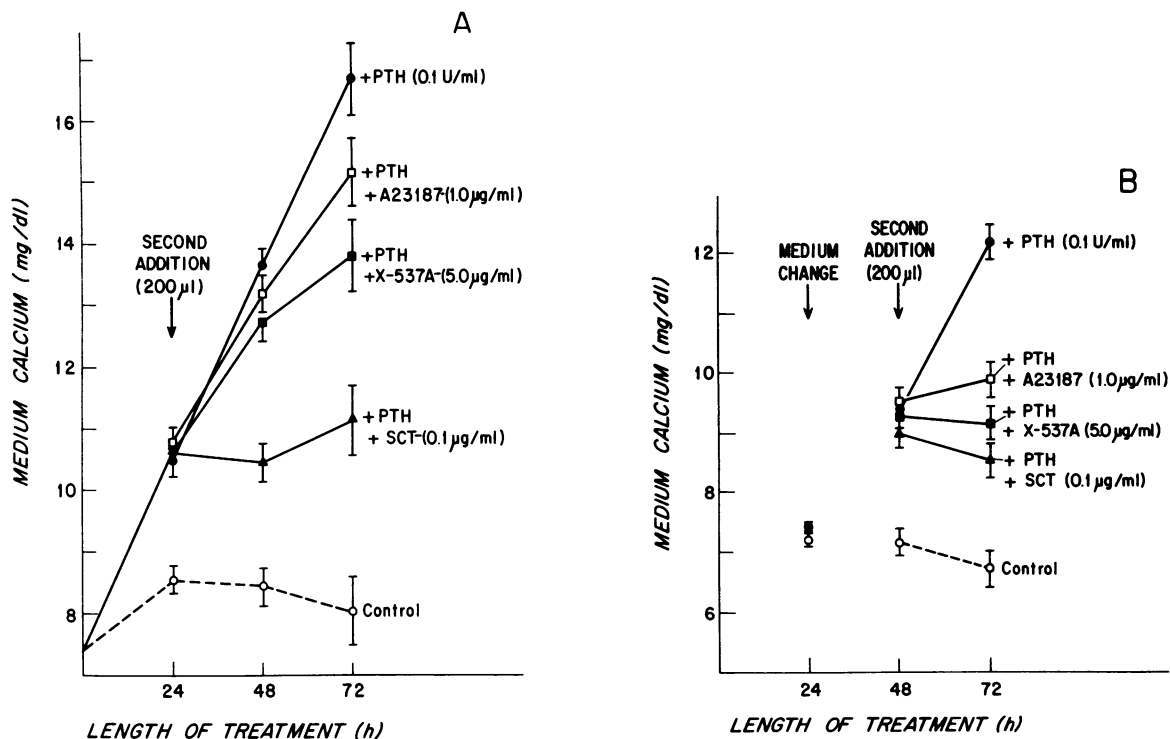 A
MEDIUM CALCIUM (mg/dl)
16
14
12
10
8
SECOND
ADDITION
(200 µl)
+PTH (0.1 U/ml)
+PTH
+A23187-(1.0µg/ml)
+PTH
+X-537A-(5.0µg/ml)
+PTH
+ SCT-(0.1µg/ml)
Control
24 48 72
LENGTH OF TREATMENT (h)
B
MEDIUM CALCIUM (mg/dl)
12
10
8
6
MEDIUM
CHANGE
SECOND
ADDITION
(200µl)
+ PTH (0.1 U/ml)
+ PTH
+ A23187 (1.0µg/ml)
+ PTH
+ X-537A (5.0µg/ml)
+ PTH
+ SCT (0.1µg/ml)
Control
24 48 72
LENGTH OF TREATMENT (h)